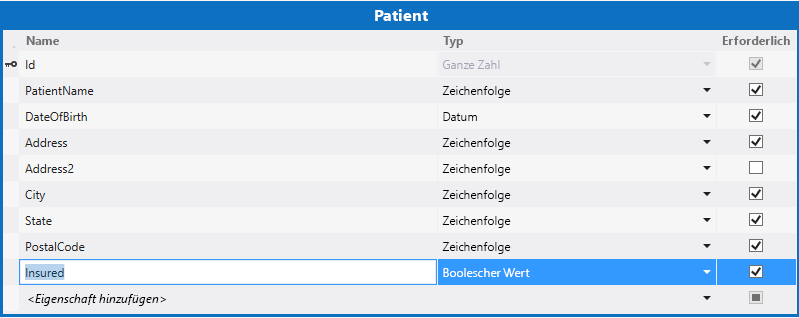 Patient
Name Typ Erforderlich
Id Ganze Zahl
PatientName Zeichenfolge
DateOfBirth Datum
Address Zeichenfolge
Address2 Zeichenfolge
City Zeichenfolge
State Zeichenfolge
PostalCode Zeichenfolge
Insured Boolescher Wert
<Eigenschaft hinzufügen>